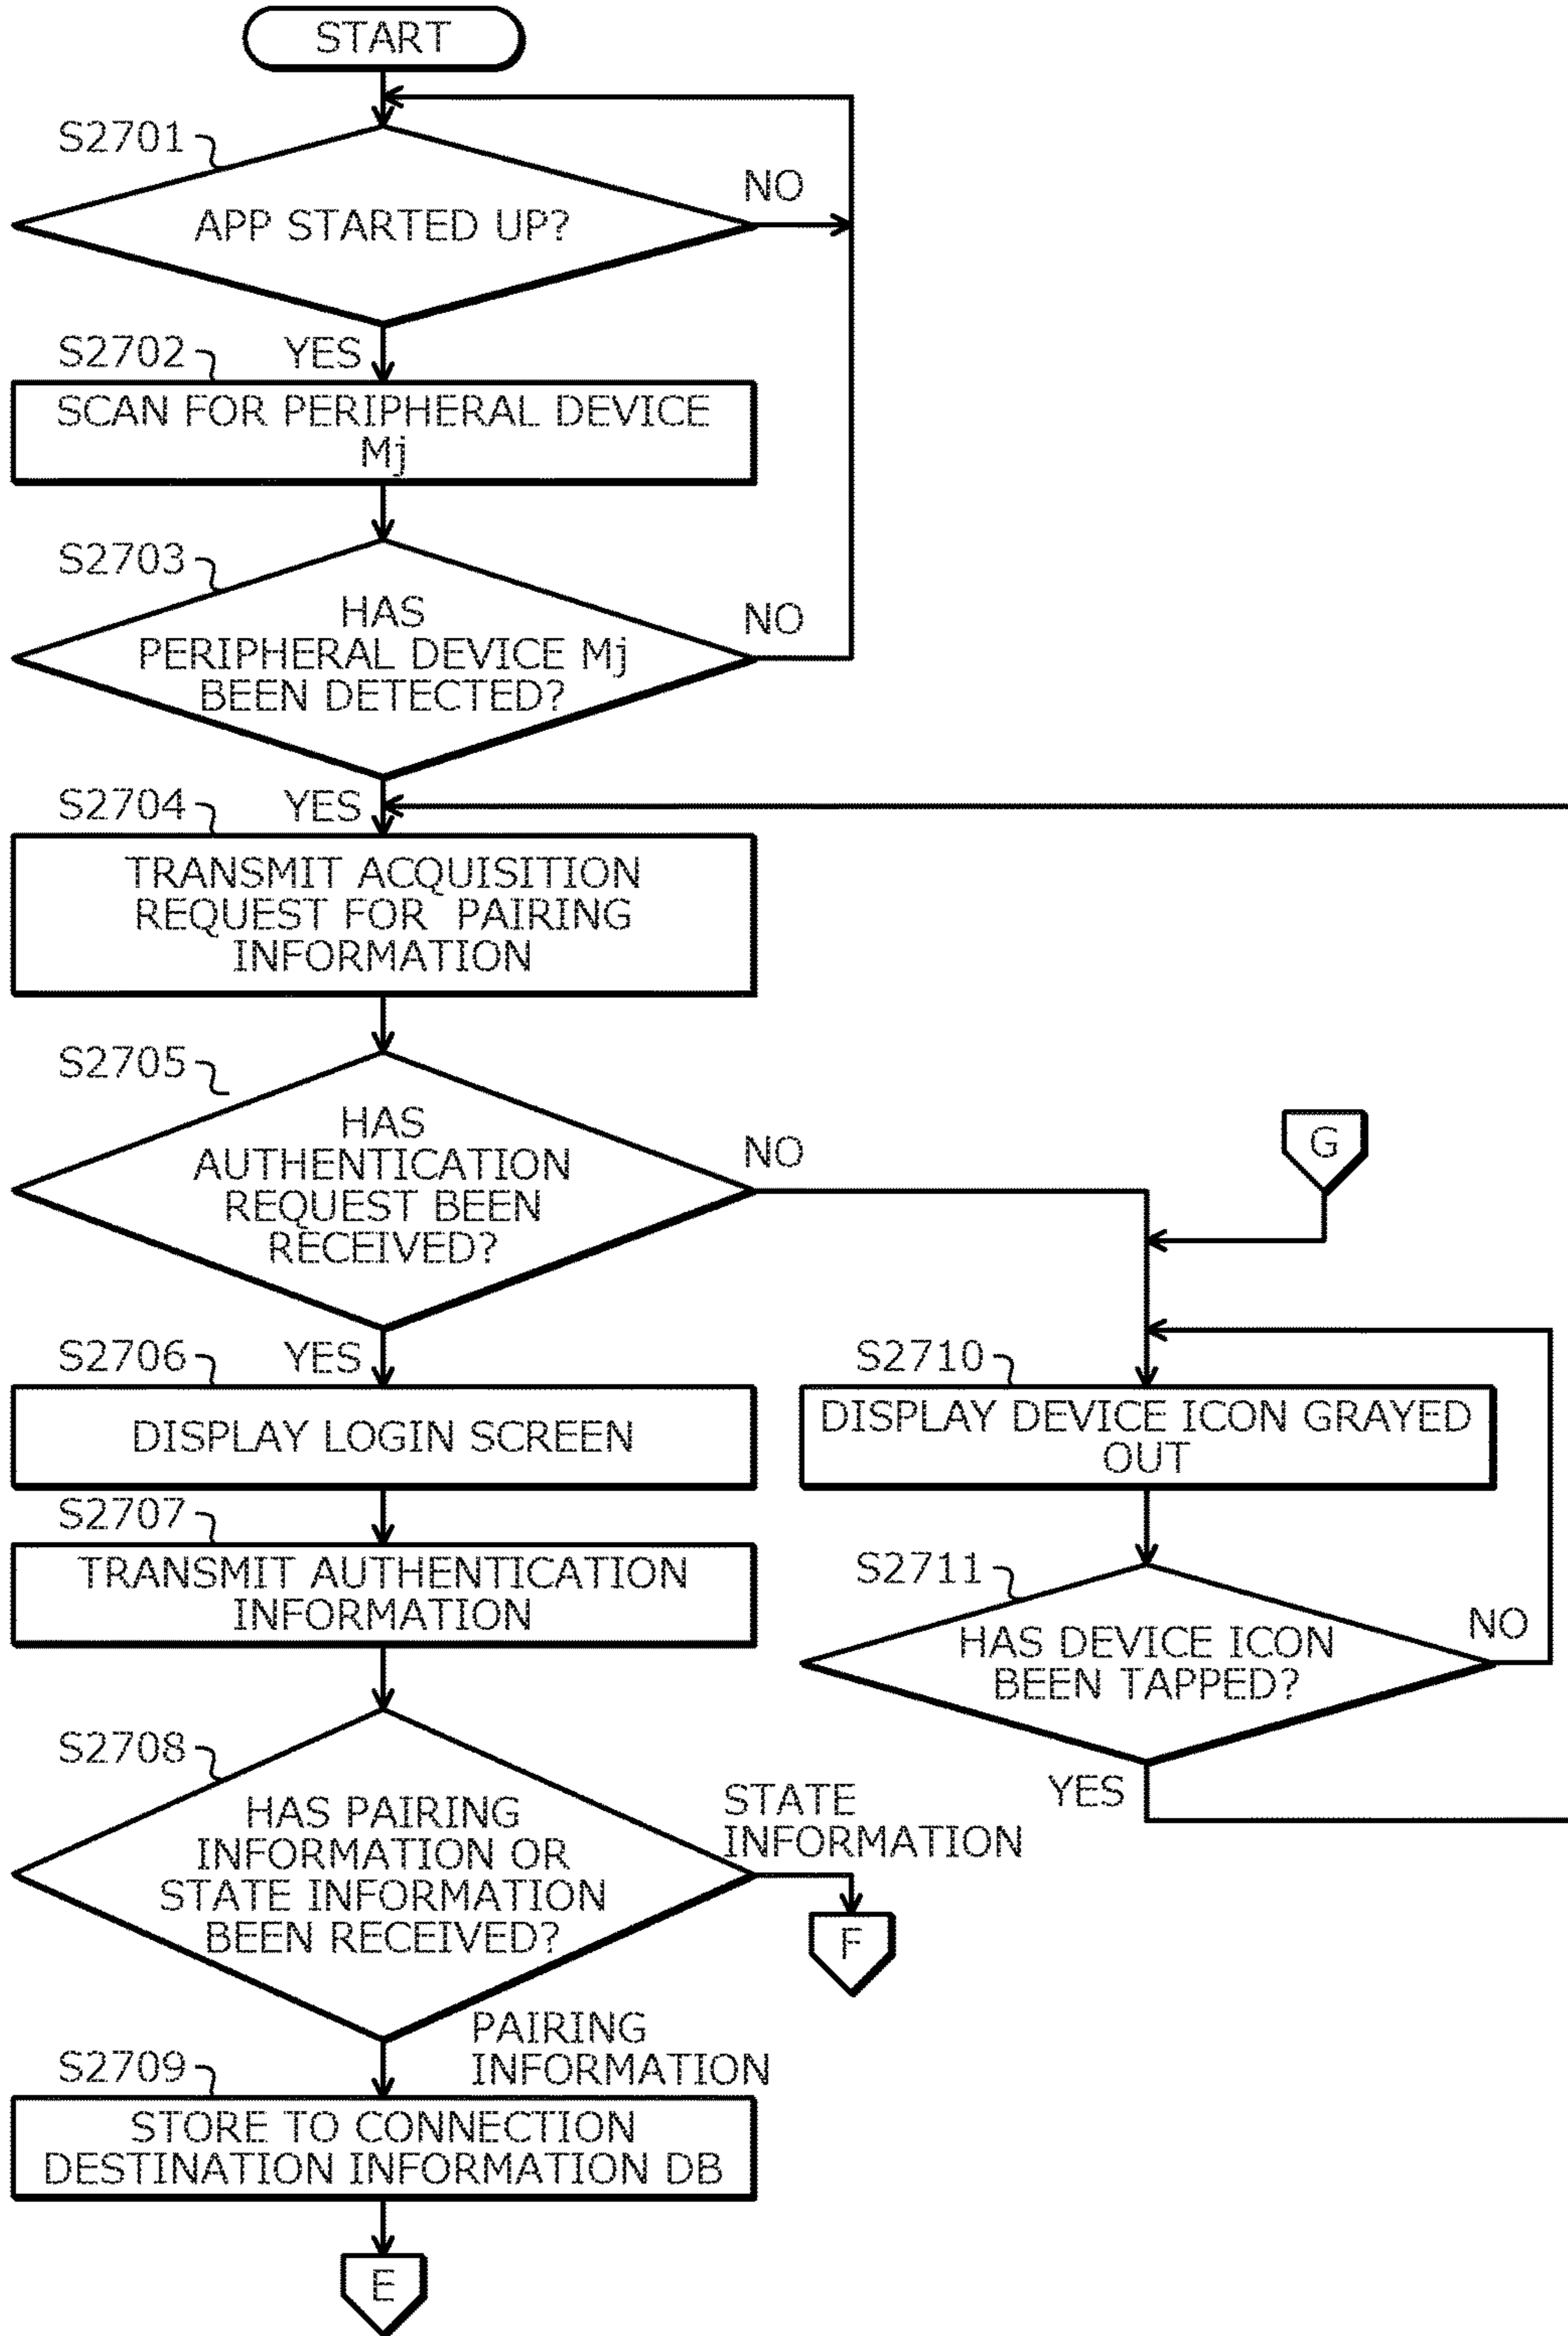 START
S2701
NO
APP STARTED UP?
S2702
YES
SCAN FOR PERIPHERAL DEVICE
Mj
S2703
HAS
PERIPHERAL DEVICE Mj
BEEN DETECTED?
NO
S2704
YES
TRANSMIT ACQUISITION
REQUEST FOR PAIRING
INFORMATION
S2705
HAS
AUTHENTICATION
REQUEST BEEN
RECEIVED?
NO
G
S2706
YES
DISPLAY LOGIN SCREEN
S2710
DISPLAY DEVICE ICON GRAYED
OUT
S2707
TRANSMIT AUTHENTICATION
INFORMATION
S2711
HAS DEVICE ICON
BEEN TAPPED?
NO
YES
S2708
HAS PAIRING
INFORMATION OR
STATE INFORMATION
BEEN RECEIVED?
STATE
INFORMATION
F
PAIRING
INFORMATION
S2709
STORE TO CONNECTION
DESTINATION INFORMATION DB
E